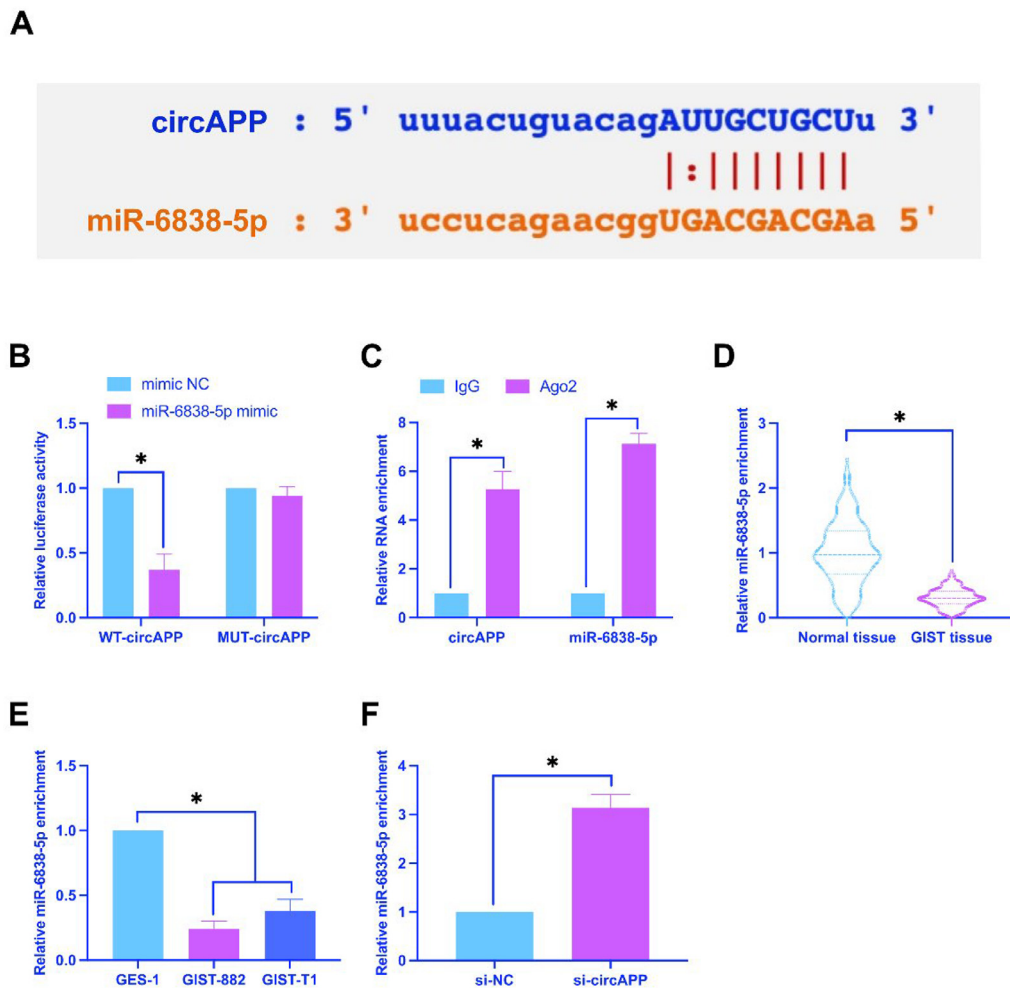 A
circAPP : 5' uuuacuguacagAUUGCUGCUu 3'
|:|||||||
miR-6838-5p : 3' uccucagaacggUGACGACGAa 5'
B
mimic NC
miR-6838-5p mimic
Relative luciferase activity
1.5
1.0
0.5
0.0
*
WT-circAPP
MUT-circAPP
C
IgG
Ago2
Relative RNA enrichment
8
6
4
2
0
*
*
circAPP
miR-6838-5p
D
Relative miR-6838-5p enrichment
3
2
1
0
*
Normal tissue
GIST tissue
E
Relative miR-6838-5p enrichment
1.5
1.0
0.5
0.0
*
GES-1
GIST-882
GIST-T1
F
Relative miR-6838-5p enrichment
4
3
2
1
0
*
si-NC
si-circAPP